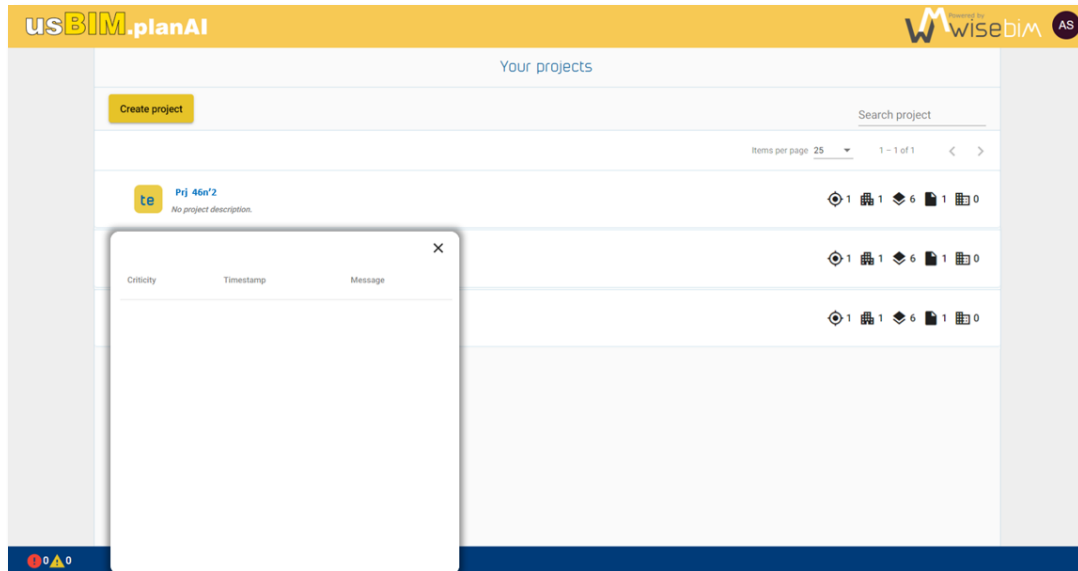 usBIM.planAI
Powered by
wisebim
AS
Your projects
Create project
Search project
Items per page 25
1 – 1 of 1
te
Prj 46n'2
No project description.
1 1 6 1 0
Criticity Timestamp Message
1 1 6 1 0
1 1 6 1 0
0 0